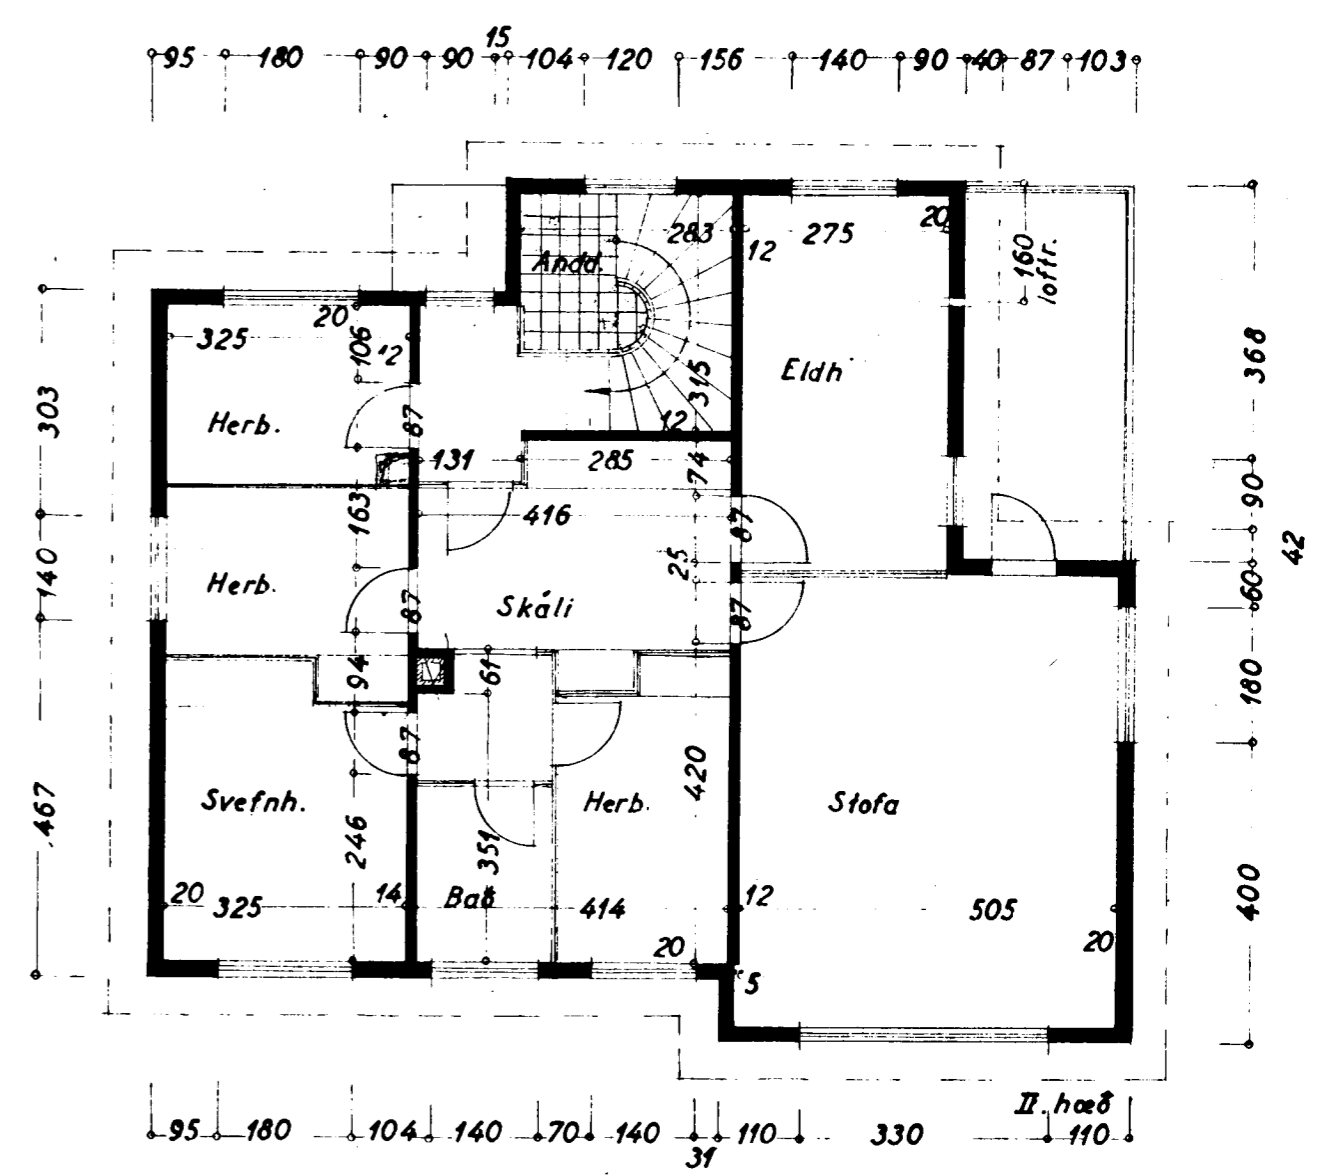 15
95 180 90 90 104 120 156 140 90 40 87 103
20
283 275
12
Andd.
160
loftr.
20
325 106 12
315
368
Eldh
303
Herb. 87
12
131 285 74
90
163 416 87
42
25
140
Herb. 87 Skáli 87 60
94 61
180
87
420
467
Svefnh. Herb. Stofa
246 351
20 325 14 Bað 414 12 505 400
20 20
5
II. hæð
95 180 104 140 70 140 110 330 110
31